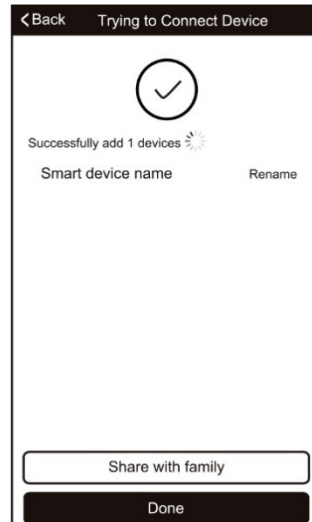 Back Trying to Connect Device
Successfully add 1 devices
Smart device name Rename
Share with family
Done